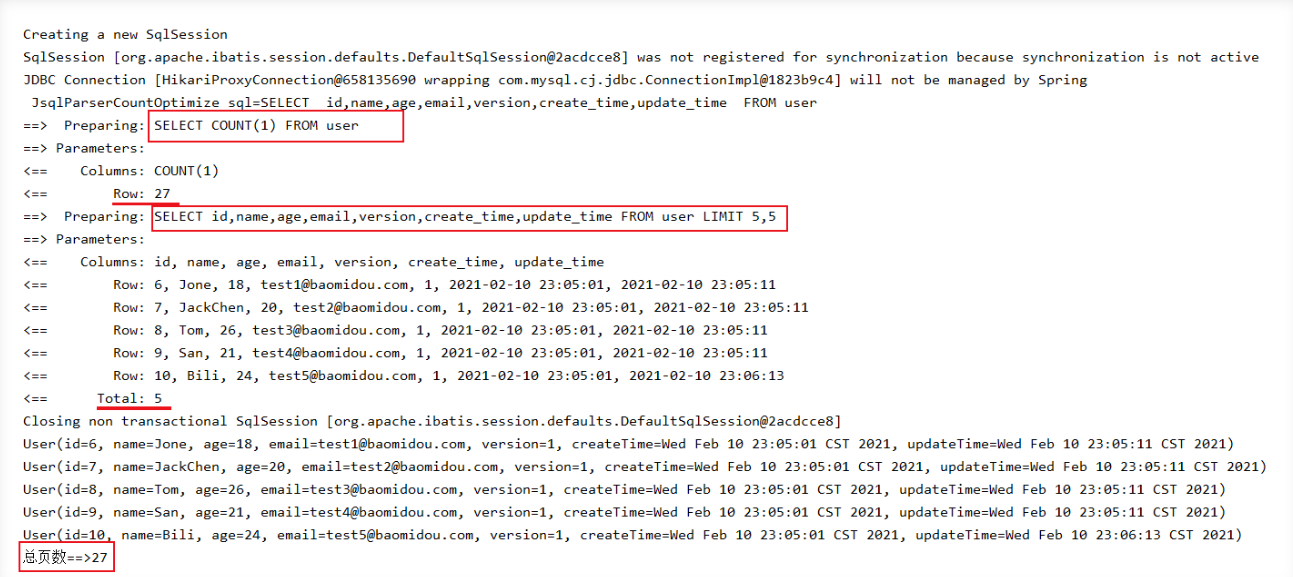 Creating a new SqlSession
SqlSession [org.apache.ibatis.session.defaults.DefaultSqlSession@2acdcce8] was not registered for synchronization because synchronization is not active
JDBC Connection [HikariProxyConnection@658135690 wrapping com.mysql.cj.jdbc.ConnectionImpl@1823b9c4] will not be managed by Spring
 JsqlParserCountOptimize sql=SELECT  id,name,age,email,version,create_time,update_time  FROM user
==>  Preparing: SELECT COUNT(1) FROM user
==> Parameters:
<==    Columns: COUNT(1)
<==        Row: 27
==>  Preparing: SELECT id,name,age,email,version,create_time,update_time FROM user LIMIT 5,5
==> Parameters:
<==    Columns: id, name, age, email, version, create_time, update_time
<==        Row: 6, Jone, 18, test1@baomidou.com, 1, 2021-02-10 23:05:01, 2021-02-10 23:05:11
<==        Row: 7, JackChen, 20, test2@baomidou.com, 1, 2021-02-10 23:05:01, 2021-02-10 23:05:11
<==        Row: 8, Tom, 26, test3@baomidou.com, 1, 2021-02-10 23:05:01, 2021-02-10 23:05:11
<==        Row: 9, San, 21, test4@baomidou.com, 1, 2021-02-10 23:05:01, 2021-02-10 23:05:11
<==        Row: 10, Bili, 24, test5@baomidou.com, 1, 2021-02-10 23:05:01, 2021-02-10 23:06:13
<==      Total: 5
Closing non transactional SqlSession [org.apache.ibatis.session.defaults.DefaultSqlSession@2acdcce8]
User(id=6, name=Jone, age=18, email=test1@baomidou.com, version=1, createTime=Wed Feb 10 23:05:01 CST 2021, updateTime=Wed Feb 10 23:05:11 CST 2021)
User(id=7, name=JackChen, age=20, email=test2@baomidou.com, version=1, createTime=Wed Feb 10 23:05:01 CST 2021, updateTime=Wed Feb 10 23:05:11 CST 2021)
User(id=8, name=Tom, age=26, email=test3@baomidou.com, version=1, createTime=Wed Feb 10 23:05:01 CST 2021, updateTime=Wed Feb 10 23:05:11 CST 2021)
User(id=9, name=San, age=21, email=test4@baomidou.com, version=1, createTime=Wed Feb 10 23:05:01 CST 2021, updateTime=Wed Feb 10 23:05:11 CST 2021)
User(id=10, name=Bili, age=24, email=test5@baomidou.com, version=1, createTime=Wed Feb 10 23:05:01 CST 2021, updateTime=Wed Feb 10 23:06:13 CST 2021)
总页数==>27